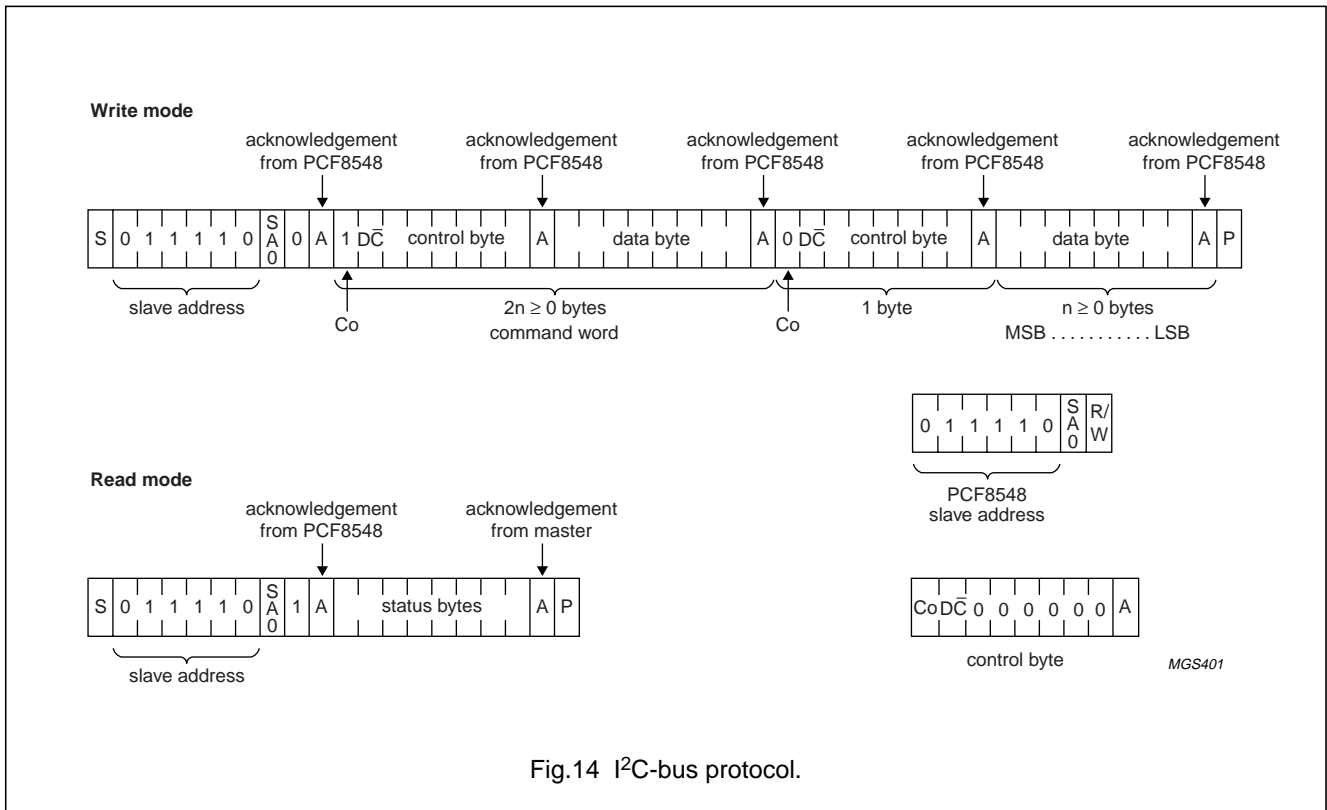 Write mode
acknowledgement acknowledgement acknowledgement acknowledgement acknowledgement
from PCF8548 from PCF8548 from PCF8548 from PCF8548 from PCF8548
S 0 1 1 1 1 0 SA0 0 A 1 DC̄ control byte A data byte A 0 DC̄ control byte A data byte A P
slave address Co 2n ≥ 0 bytes Co 1 byte n ≥ 0 bytes
command word MSB . . . . . . . . . . . LSB
0 1 1 1 1 0 SA0 R/W
PCF8548
slave address
Read mode
acknowledgement acknowledgement
from PCF8548 from master
S 0 1 1 1 1 0 SA0 1 A status bytes A P
slave address
Co DC̄ 0 0 0 0 0 0 A
control byte
MGS401
Fig.14 I²C-bus protocol.